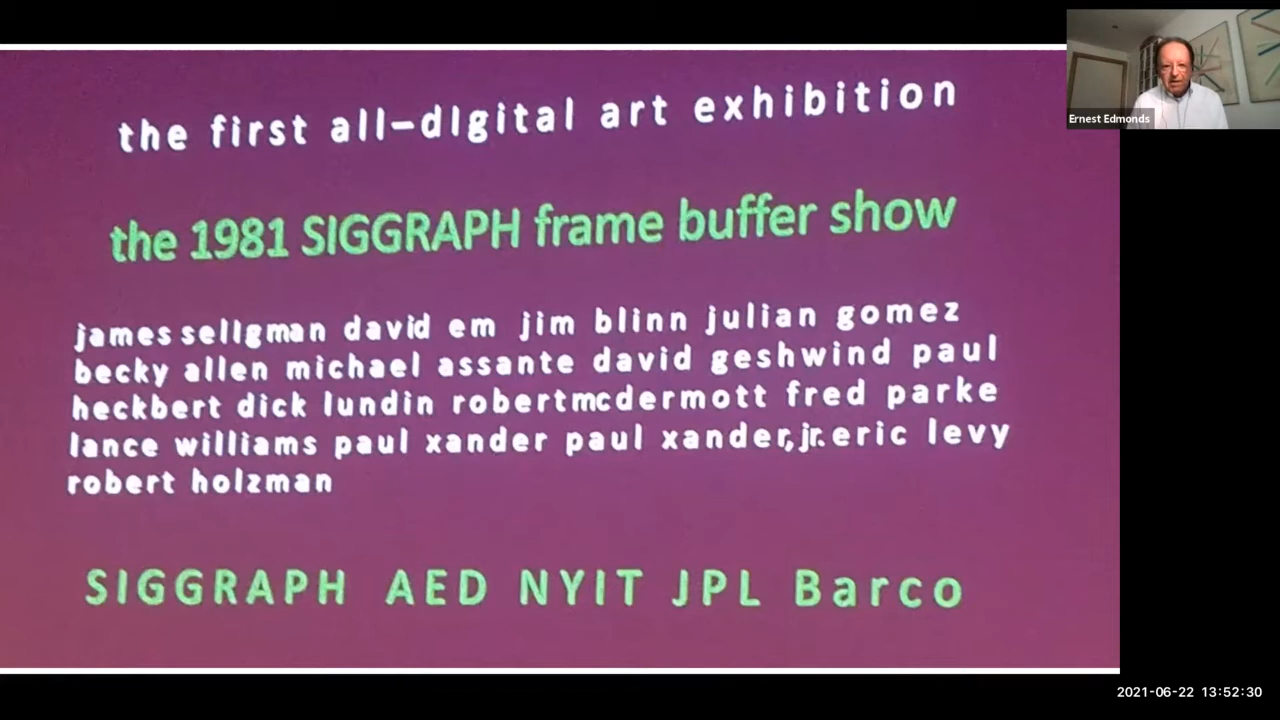 the first all-dIgital art exhibition
the 1981 SIGGRAPH frame buffer show
james sellgman david em jim blinn julian gomez
becky allen michael assante david geshwind paul
heckbert dick lundin robertmcdermott fred parke
lance williams paul xander paul xander,jr.eric levy
robert holzman
SIGGRAPH AED NYIT JPL Barco
Ernest Edmonds
2021-06-22 13:52:30